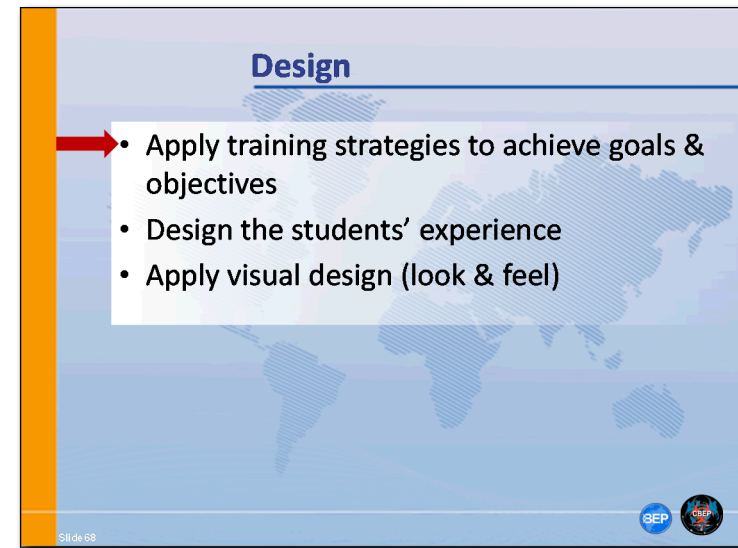 Design
• Apply training strategies to achieve goals &
objectives
• Design the students’ experience
• Apply visual design (look & feel)
BEP
CBEP
Slide 68